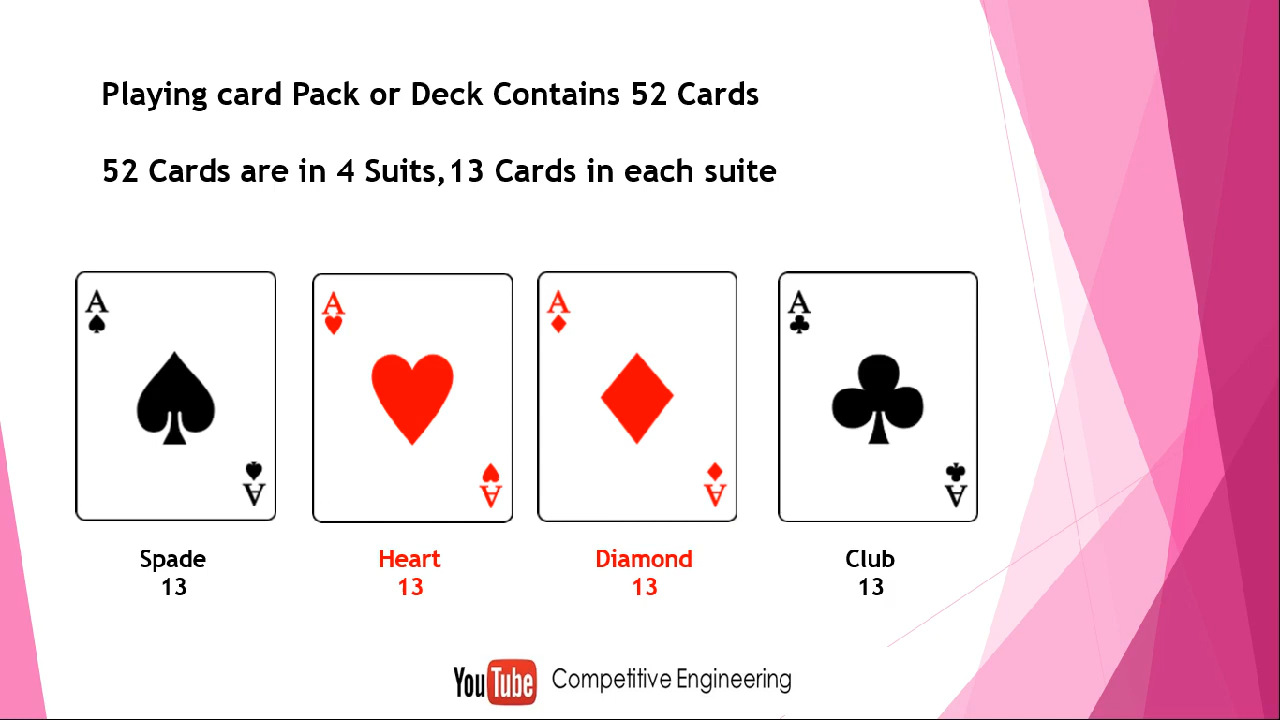 Playing card Pack or Deck Contains 52 Cards
52 Cards are in 4 Suits,13 Cards in each suite
A
A
A
A
A
A
A
A
Spade
13
Heart
13
Diamond
13
Club
13
YouTube Competitive Engineering